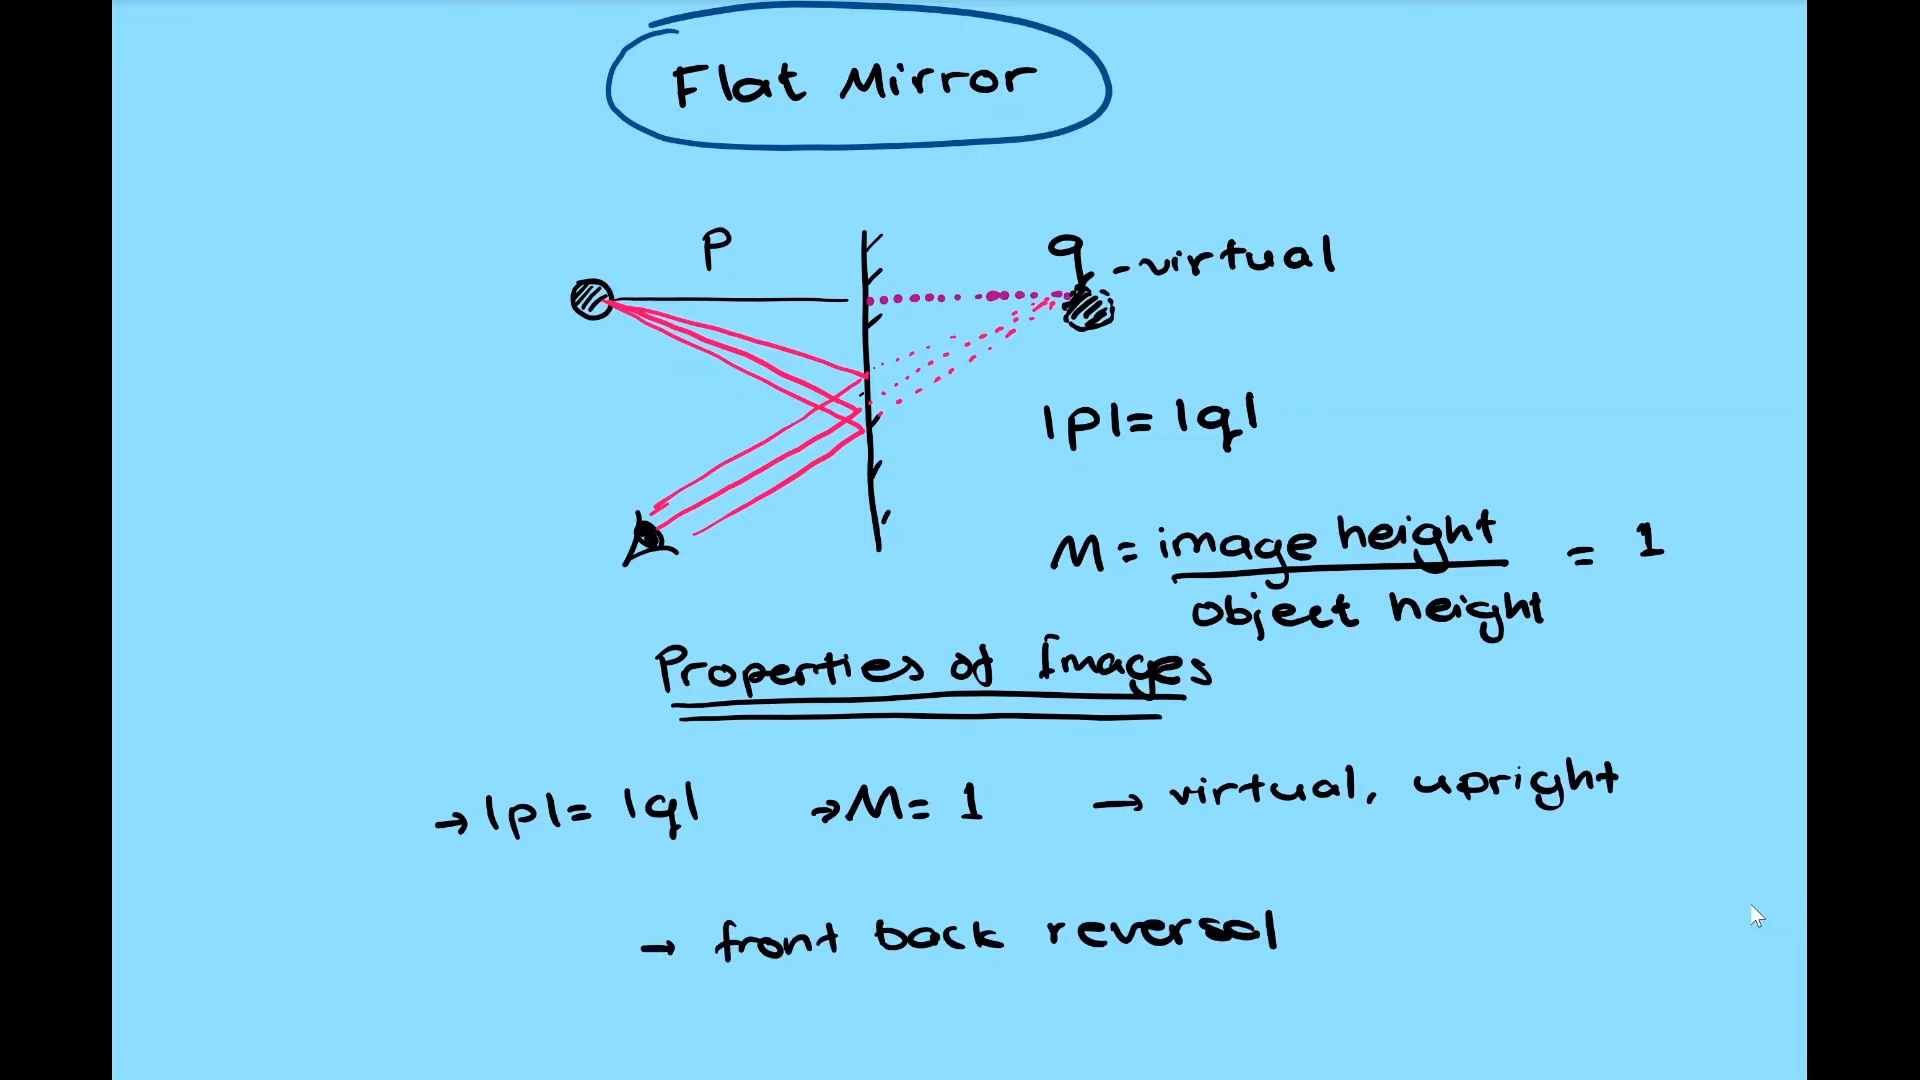 Flat Mirror
P
q - virtual
|p| = |q|
M = image height / object height = 1
Properties of Images
→ |p| = |q| → M = 1 → virtual, upright
→ front back reversal